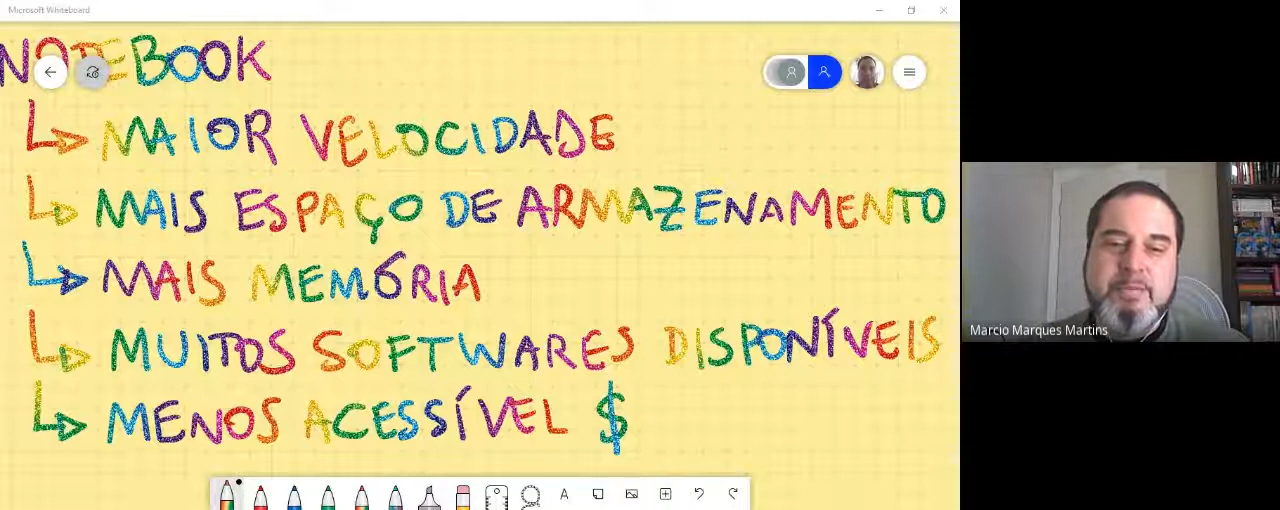 Microsoft Whiteboard
NOTEBOOK
MAIOR VELOCIDADE
MAIS ESPAÇO DE ARMAZENAMENTO
MAIS MEMÓRIA
MUITOS SOFTWARES DISPONÍVEIS
MENOS ACESSÍVEL $
Marcio Marques Martins
A